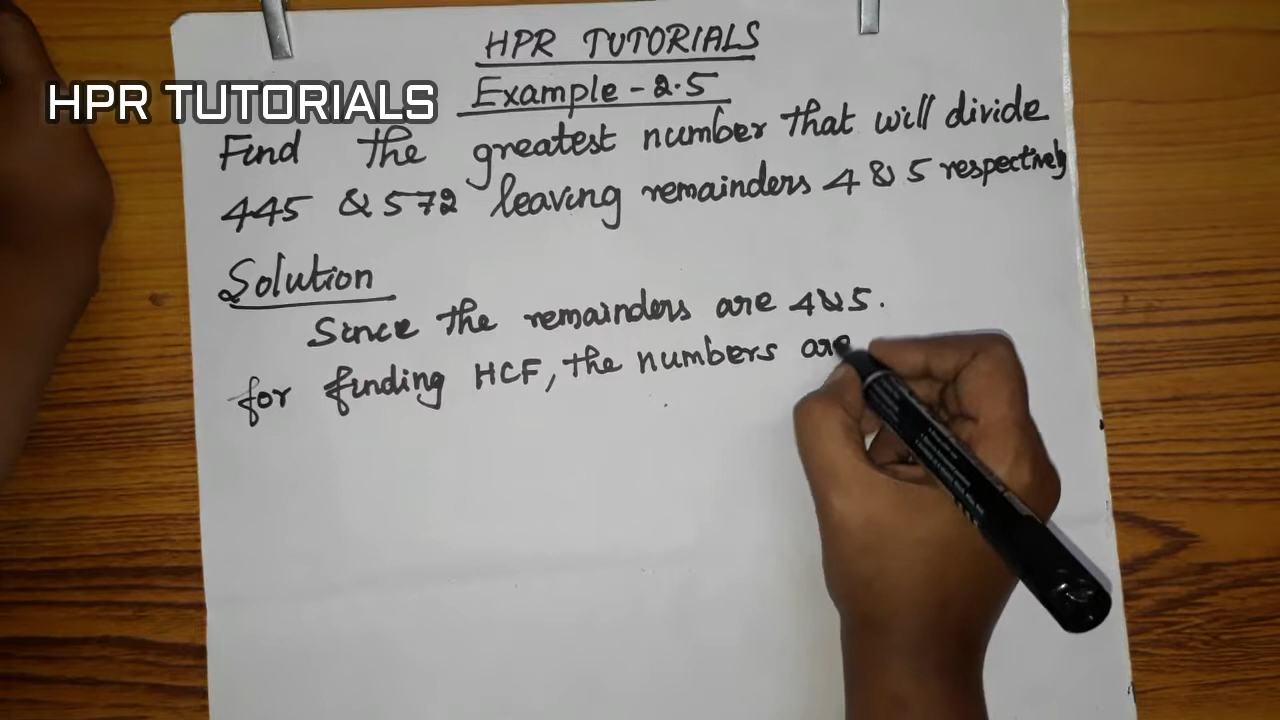 HPR TUTORIALS
HPR TUTORIALS
Example - 2.5
Find the greatest number that will divide
445 & 572 leaving remainders 4 & 5 respectively
Solution
Since the remainders are 4 & 5.
for finding HCF, the numbers are